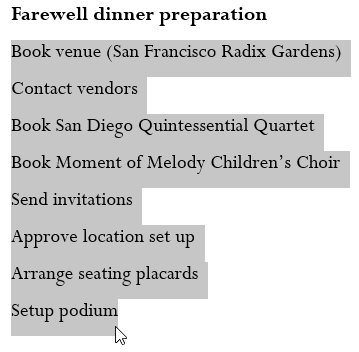 Farewell dinner preparation
Book venue (San Francisco Radix Gardens)
Contact vendors
Book San Diego Quintessential Quartet
Book Moment of Melody Children’s Choir
Send invitations
Approve location set up
Arrange seating placards
Setup podium